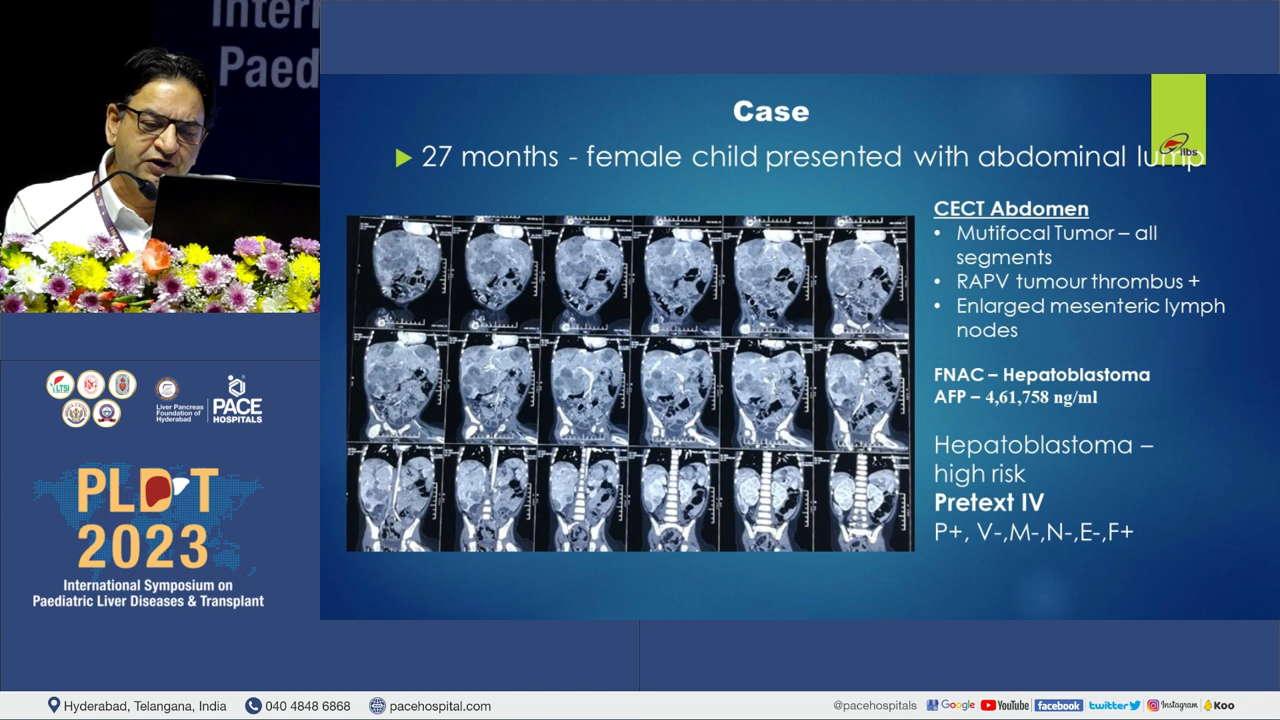 Inter
Paed
Case
27 months - female child presented with abdominal lump
ilbs
CECT Abdomen
• Mutifocal Tumor – all
segments
• RAPV tumour thrombus +
• Enlarged mesenteric lymph
nodes
FNAC – Hepatoblastoma
AFP – 4,61,758 ng/ml
Hepatoblastoma –
high risk
Pretext IV
P+, V-,M-,N-,E-,F+
LTSI
Liver Pancreas
Foundation of
Hyderabad
PACE
HOSPITALS
PLDT
2023
International Symposium on
Paediatric Liver Diseases & Transplant
Hyderabad, Telangana, India
040 4848 6868
pacehospital.com
@pacehospitals
Google
YouTube
facebook
twitter
Instagram
Koo